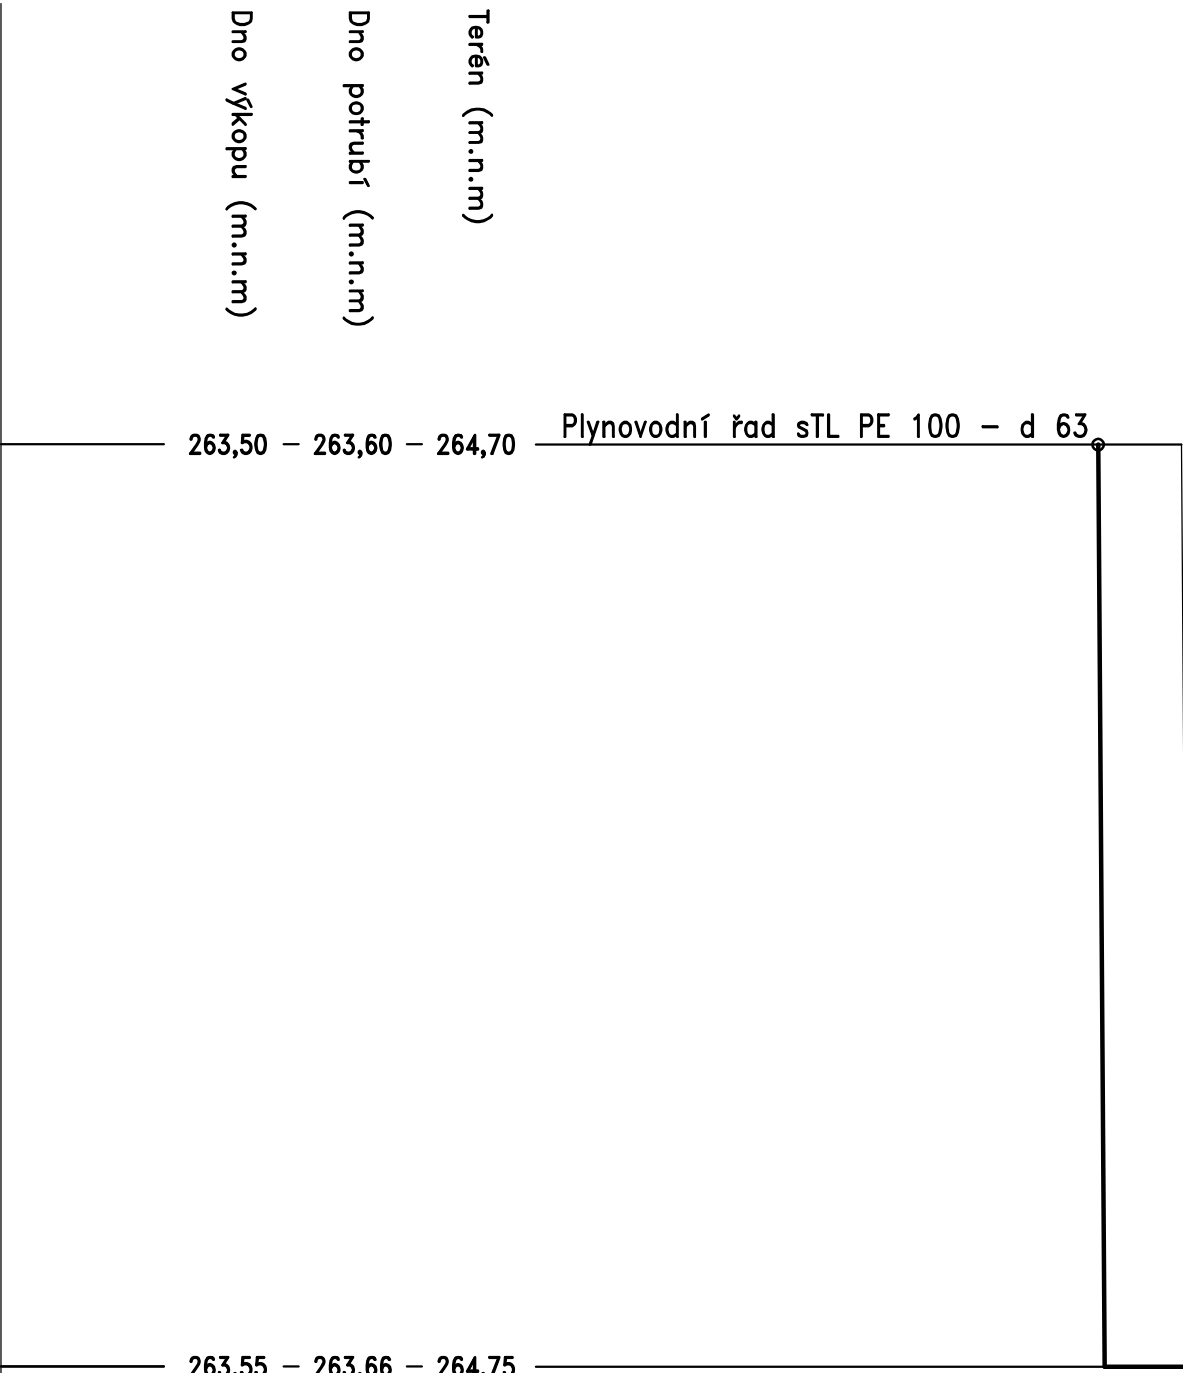 Terén (m.n.m)
Dno potrubí (m.n.m)
Dno výkopu (m.n.m)
Plynovodní řad sTL PE 100 - d 63
263,50 - 263,60 - 264,70
263,55 - 263,66 - 264,75